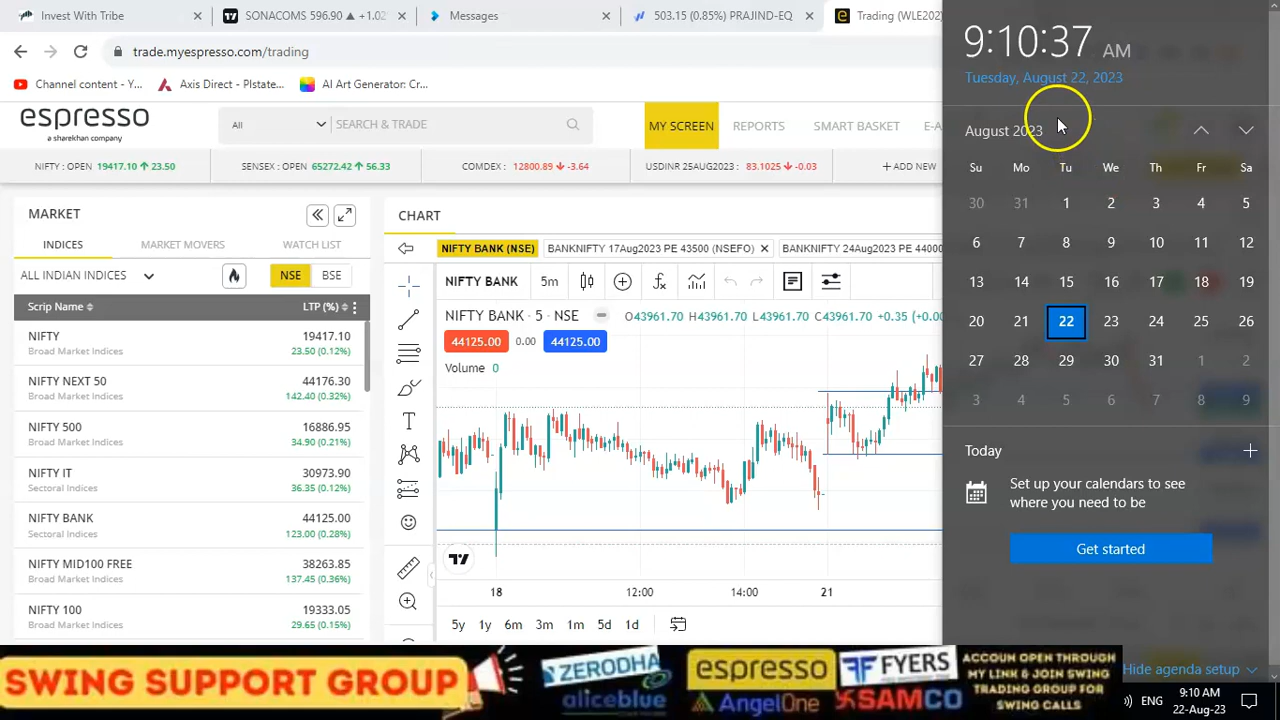 Invest With Tribe
SONACOMS 596.90 ▲ +1.02
Messages
503.15 (0.85%) PRAJIND-EQ
Trading (WLE202)
trade.myespresso.com/trading
Channel content - Y...
Axis Direct - PIstate...
AI Art Generator: Cr...
espresso
a sharekhan company
All
SEARCH & TRADE
MY SCREEN
REPORTS
SMART BASKET
E-A
NIFTY : OPEN 19417.10 ↑ 23.50
SENSEX : OPEN 65272.42 ↑ 56.33
COMDEX : 12800.89 ↓ -3.64
USDINR 25AUG2023 : 83.1025 ↓ -0.03
+ ADD NEW
MARKET
INDICES
MARKET MOVERS
WATCH LIST
ALL INDIAN INDICES
NSE
BSE
Scrip Name
LTP (%)
NIFTY 19417.10
Broad Market Indices 23.50 (0.12%)
NIFTY NEXT 50 44176.30
Broad Market Indices 142.40 (0.32%)
NIFTY 500 16886.95
Broad Market Indices 34.90 (0.21%)
NIFTY IT 30973.90
Sectoral Indices 36.35 (0.12%)
NIFTY BANK 44125.00
Sectoral Indices 123.00 (0.28%)
NIFTY MID100 FREE 38263.85
Broad Market Indices 137.45 (0.36%)
NIFTY 100 19333.05
Broad Market Indices 29.65 (0.15%)
CHART
NIFTY BANK (NSE)
BANKNIFTY 17Aug2023 PE 43500 (NSEFO)
BANKNIFTY 24Aug2023 PE 44000
NIFTY BANK
5m
NIFTY BANK · 5 · NSE
O43961.70 H43961.70 L43961.70 C43961.70 +0.35 (+0.0
44125.00 0.00 44125.00
Volume 0
18 12:00 14:00 21
5y 1y 6m 3m 1m 5d 1d
9:10:37 AM
Tuesday, August 22, 2023
August 2023
Su Mo Tu We Th Fr Sa
30 31 1 2 3 4 5
6 7 8 9 10 11 12
13 14 15 16 17 18 19
20 21 22 23 24 25 26
27 28 29 30 31 1 2
3 4 5 6 7 8 9
Today
Set up your calendars to see
where you need to be
Get started
Hide agenda setup
SWING SUPPORT GROUP
ZERODHA
aliceblue
espresso
AngelOne
FYERS
SAMCO
ACCOUN OPEN THROUGH
MY LINK & JOIN SWING
TRADING GROUP FOR
SWING CALLS
ENG
9:10 AM
22-Aug-23